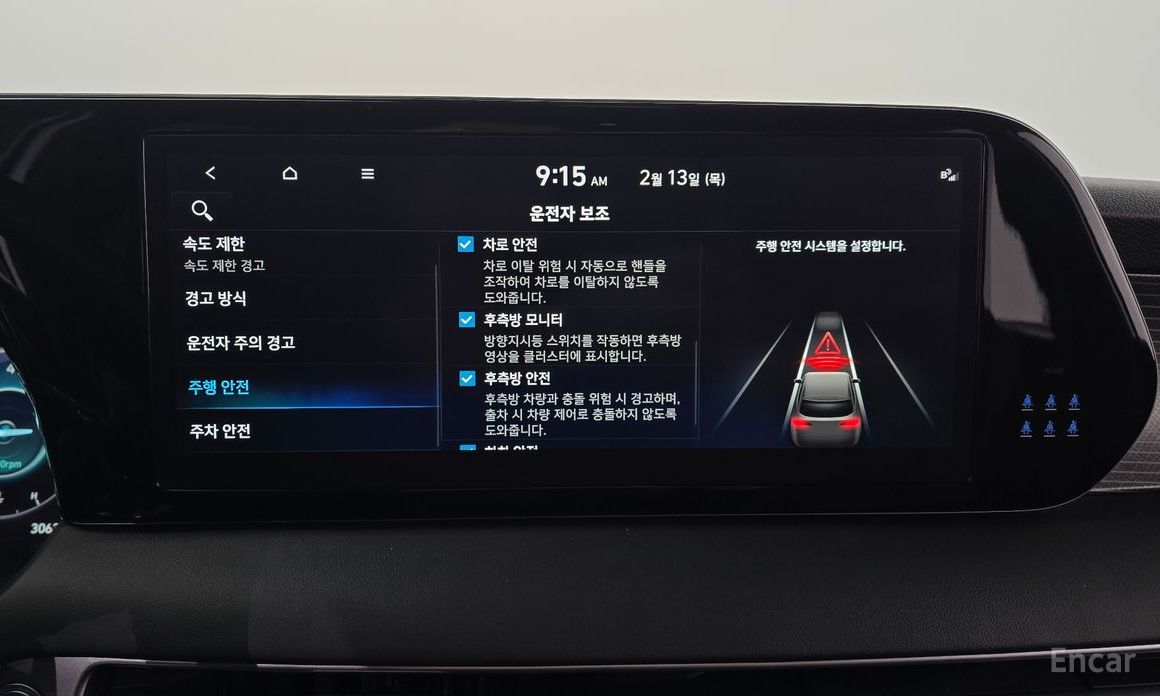 9:15 AM 2월 13일 (목)
운전자 보조
속도 제한
속도 제한 경고
경고 방식
운전자 주의 경고
주행 안전
주차 안전
차로 안전
차로 이탈 위험 시 자동으로 핸들을
조작하여 차로를 이탈하지 않도록
도와줍니다.
후측방 모니터
방향지시등 스위치를 작동하면 후측방
영상을 클러스터에 표시합니다.
후측방 안전
후측방 차량과 충돌 위험 시 경고하며,
출차 시 차량 제어로 충돌하지 않도록
도와줍니다.
주행 안전 시스템을 설정합니다.
REAR
rpm
H
306
Encar